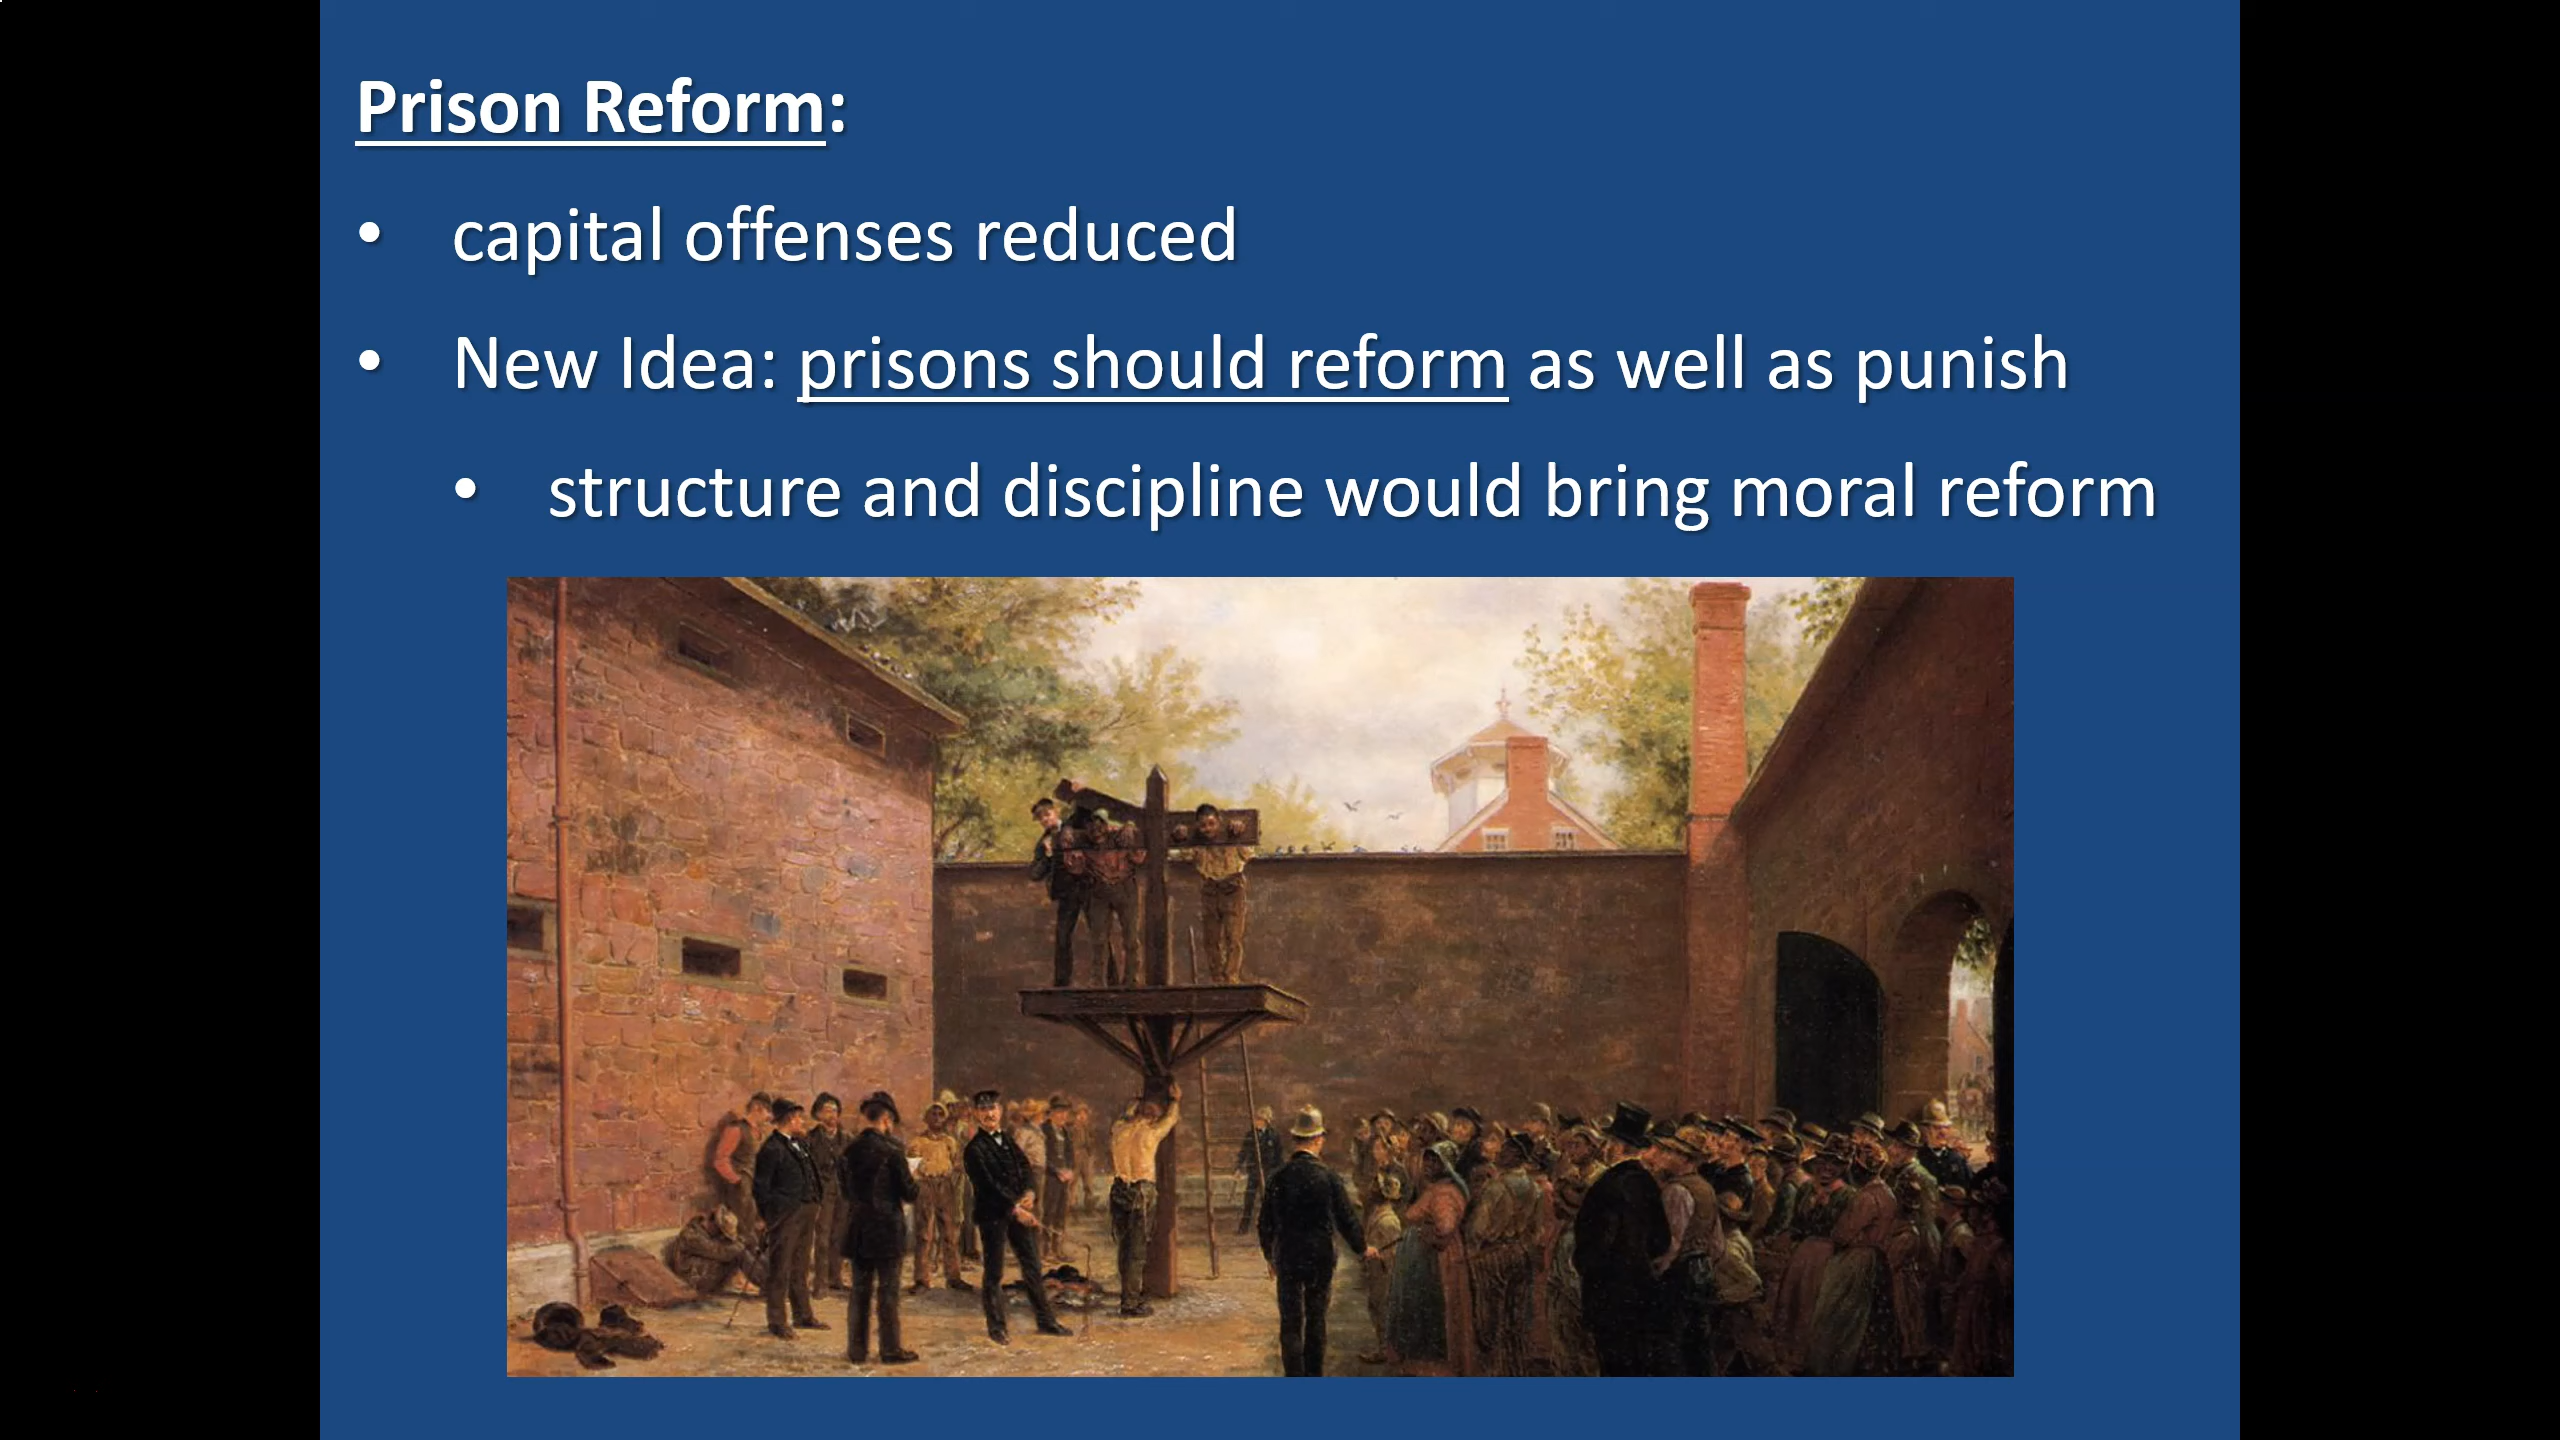 Prison Reform:
• capital offenses reduced
• New Idea: prisons should reform as well as punish
• structure and discipline would bring moral reform